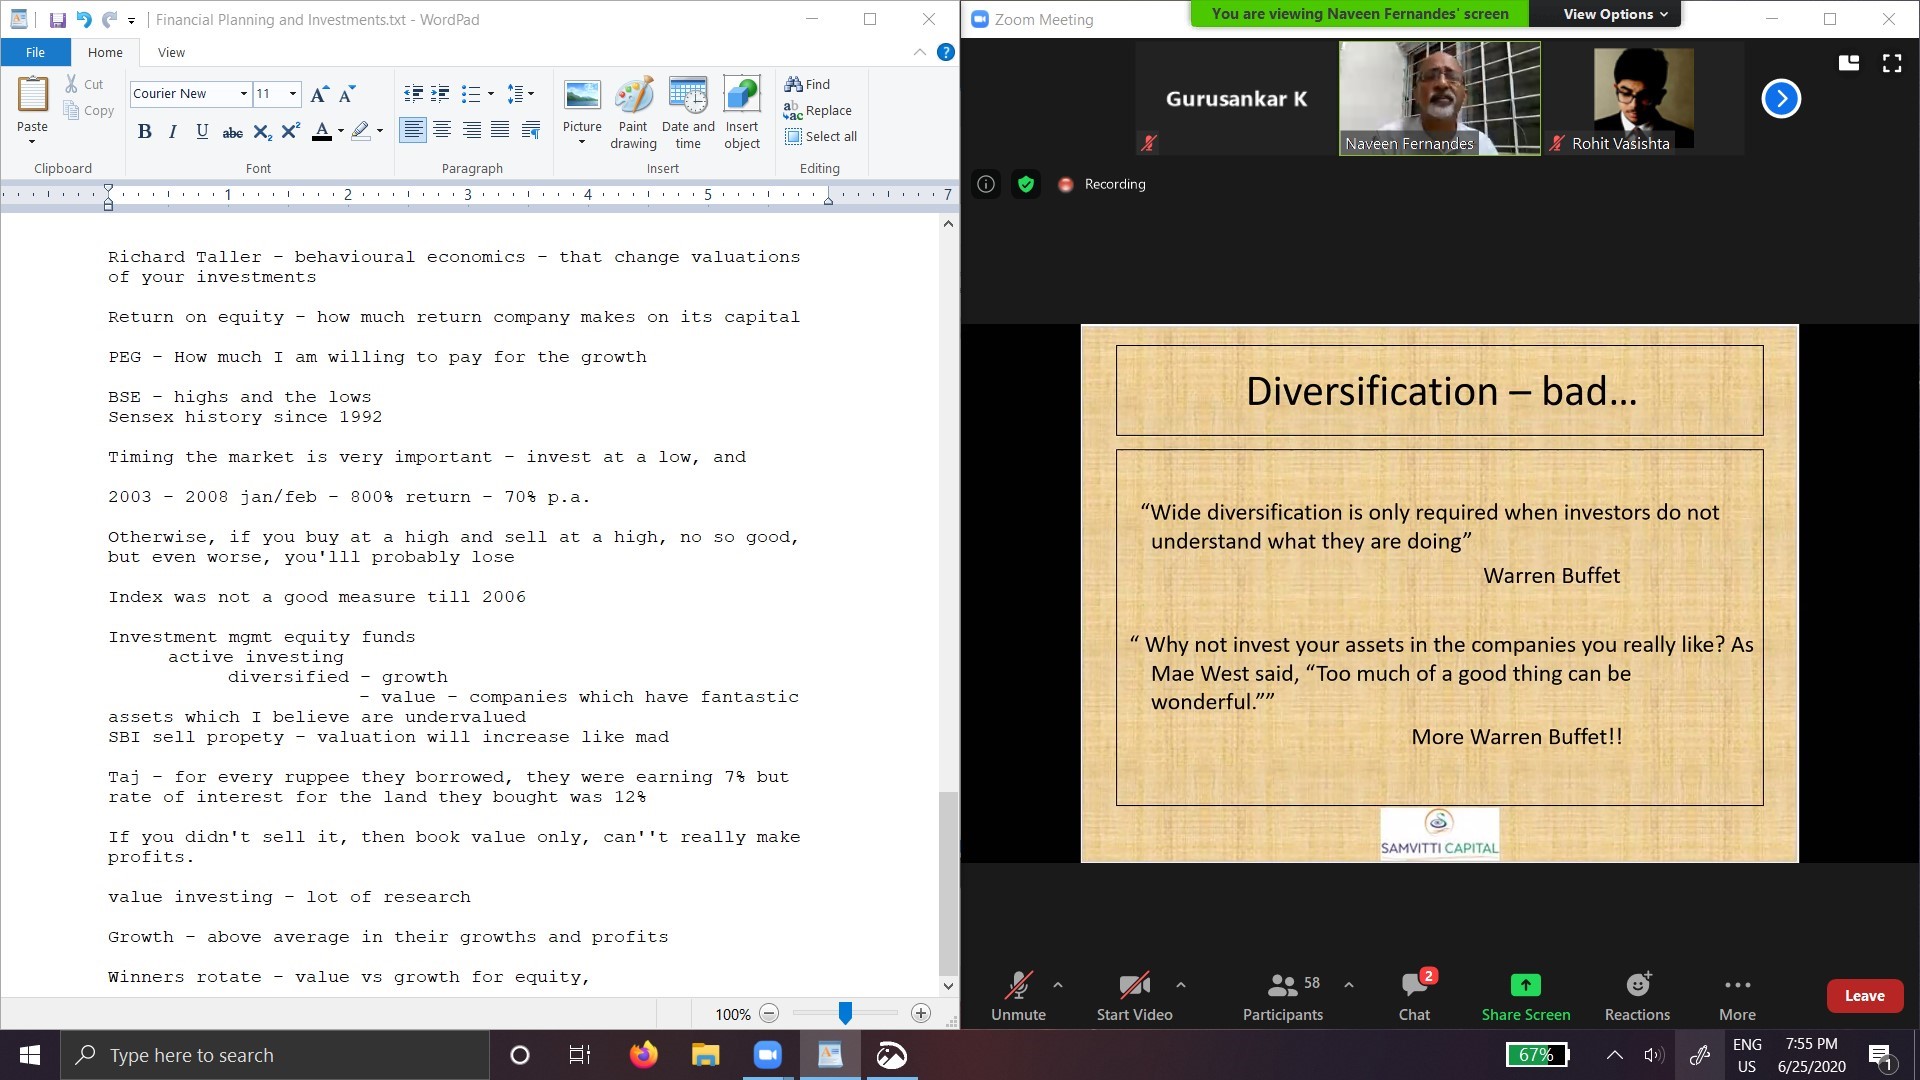 Financial Planning and Investments.txt - WordPad
File
Home
View
Paste
Cut
Copy
Clipboard
Courier New
11
B I U abc X₂ X² A
Font
Paragraph
Picture
Paint drawing
Date and time
Insert object
Insert
Find
Replace
Select all
Editing
1 2 3 4 5 7
Richard Taller - behavioural economics - that change valuations
of your investments
Return on equity - how much return company makes on its capital
PEG - How much I am willing to pay for the growth
BSE - highs and the lows
Sensex history since 1992
Timing the market is very important - invest at a low, and
2003 - 2008 jan/feb - 800% return - 70% p.a.
Otherwise, if you buy at a high and sell at a high, no so good,
but even worse, you'lll probably lose
Index was not a good measure till 2006
Investment mgmt equity funds
active investing
diversified - growth
- value - companies which have fantastic
assets which I believe are undervalued
SBI sell propety - valuation will increase like mad
Taj - for every ruppee they borrowed, they were earning 7% but
rate of interest for the land they bought was 12%
If you didn't sell it, then book value only, can''t really make
profits.
value investing - lot of research
Growth - above average in their growths and profits
Winners rotate - value vs growth for equity,
100%
Zoom Meeting
You are viewing Naveen Fernandes' screen
View Options
Gurusankar K
Naveen Fernandes
Rohit Vasishta
Recording
Diversification – bad…
“Wide diversification is only required when investors do not
understand what they are doing”
Warren Buffet
“ Why not invest your assets in the companies you really like? As
Mae West said, “Too much of a good thing can be
wonderful.””
More Warren Buffet!!
SAMVITTI CAPITAL
Unmute
Start Video
58
Participants
2
Chat
Share Screen
Reactions
More
Leave
Type here to search
67%
ENG
US
7:55 PM
6/25/2020
1